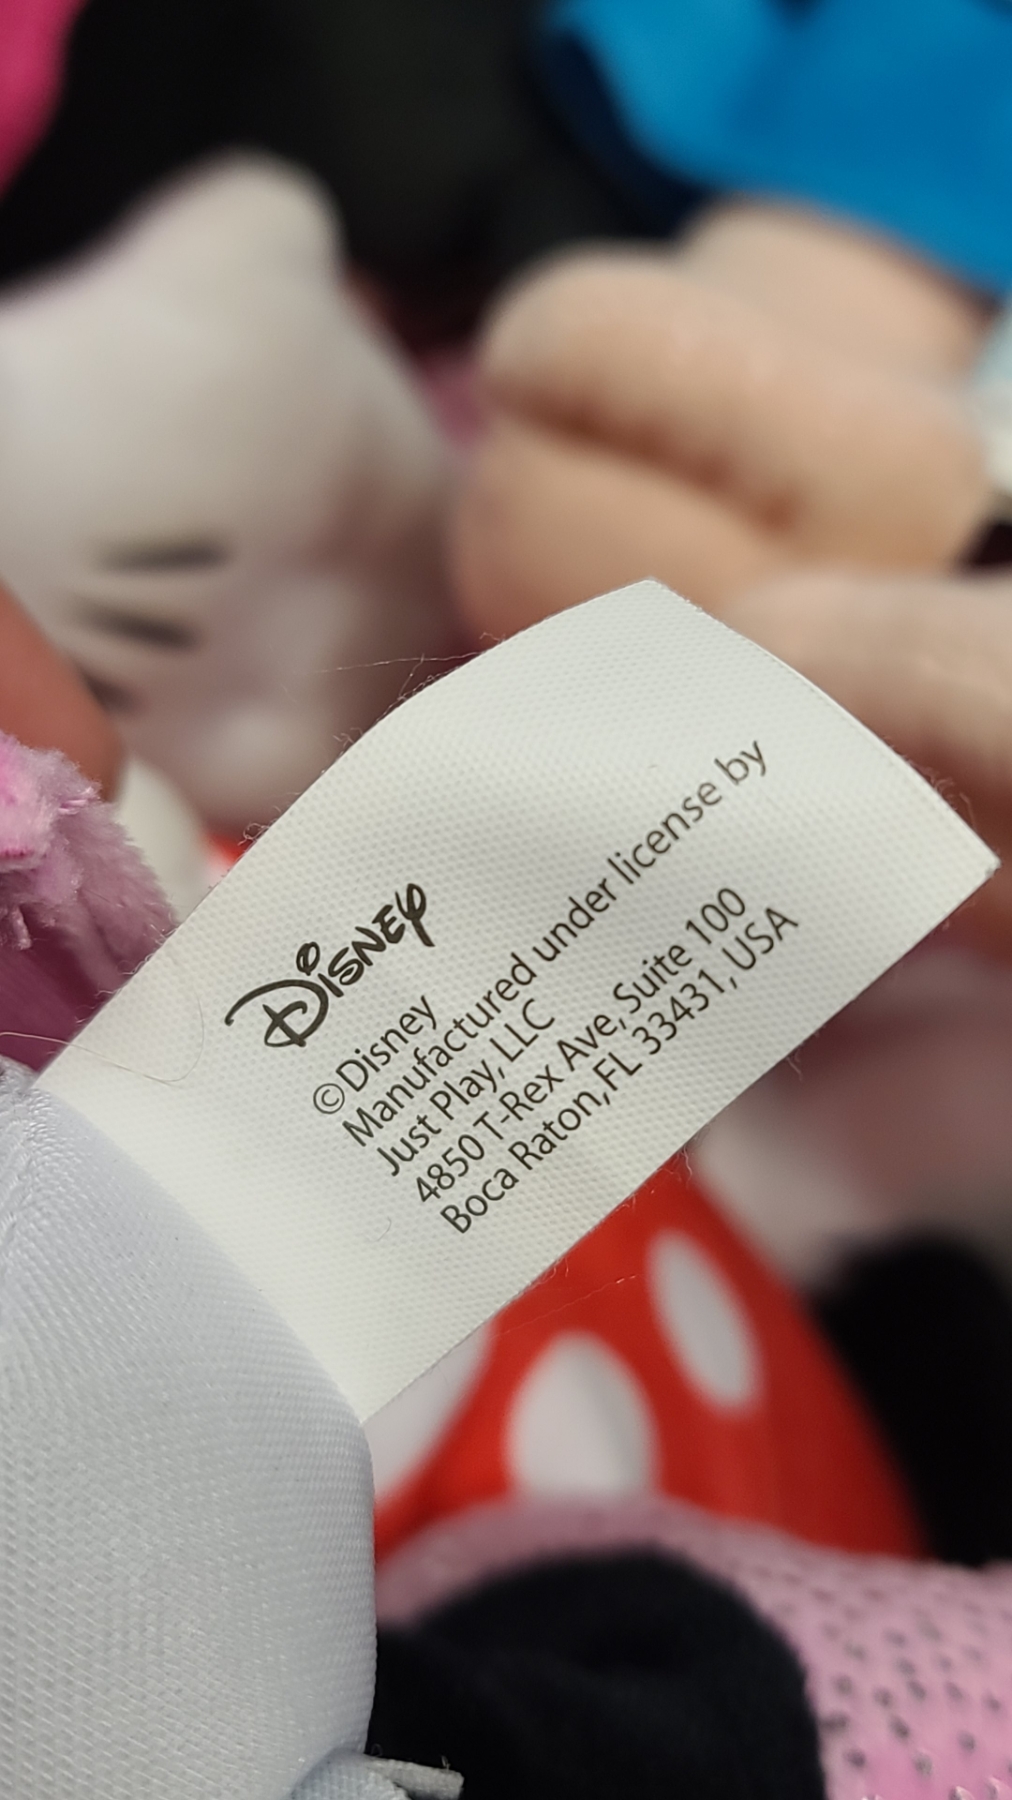 Disney
©Disney
Manufactured under license by
Just Play, LLC
4850 T-Rex Ave, Suite 100
Boca Raton,FL 33431, USA